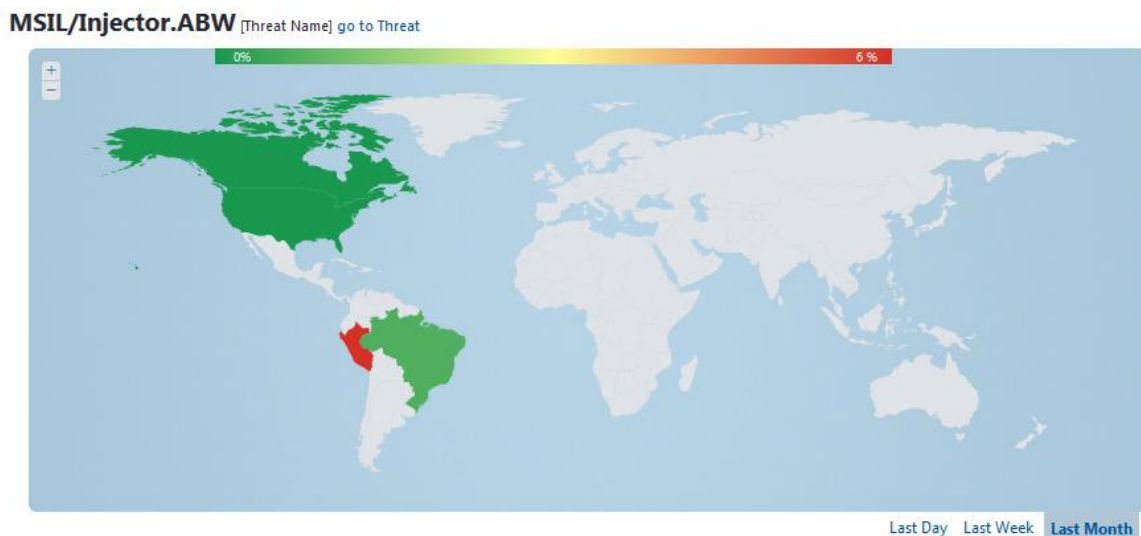 MSIL/Injector.ABW [Threat Name] go to Threat
0% 6 %
+
−
Last Day Last Week Last Month